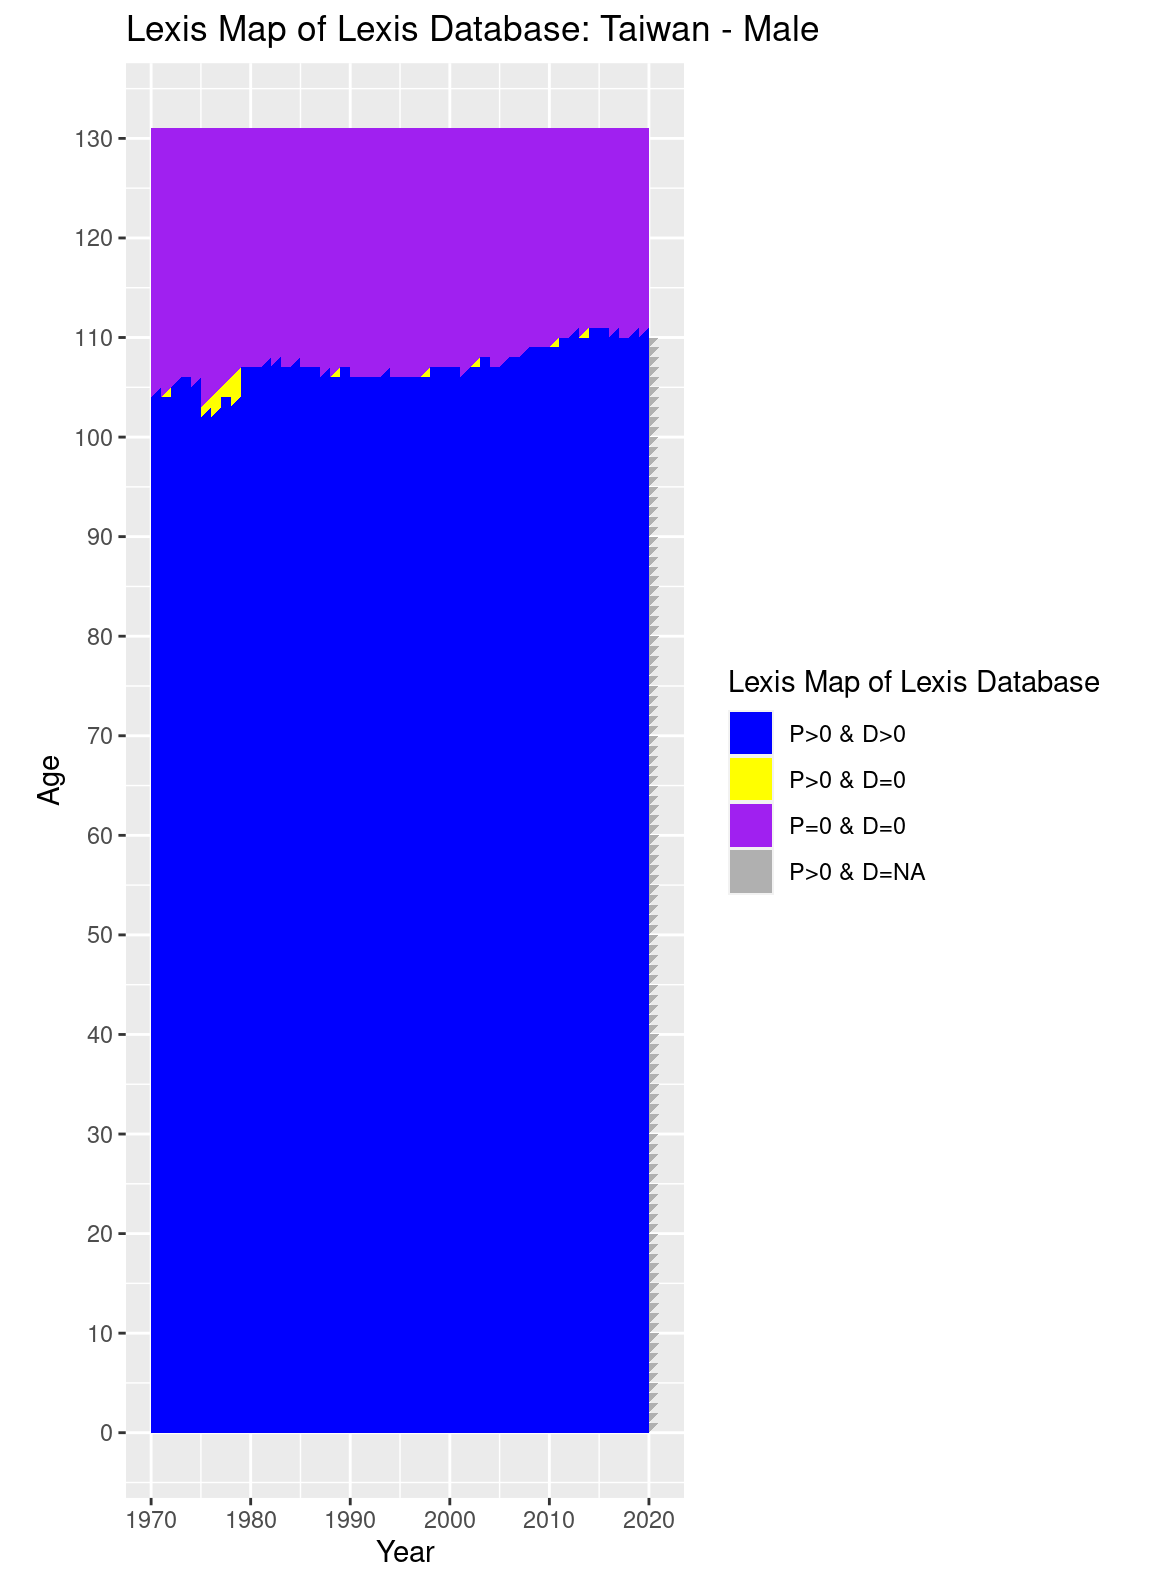 Lexis Map of Lexis Database: Taiwan - Male
130
120
110
100
90
80
70
60
50
40
30
20
10
0
Age
1970 1980 1990 2000 2010 2020
Year
Lexis Map of Lexis Database
P>0 & D>0
P>0 & D=0
P=0 & D=0
P>0 & D=NA